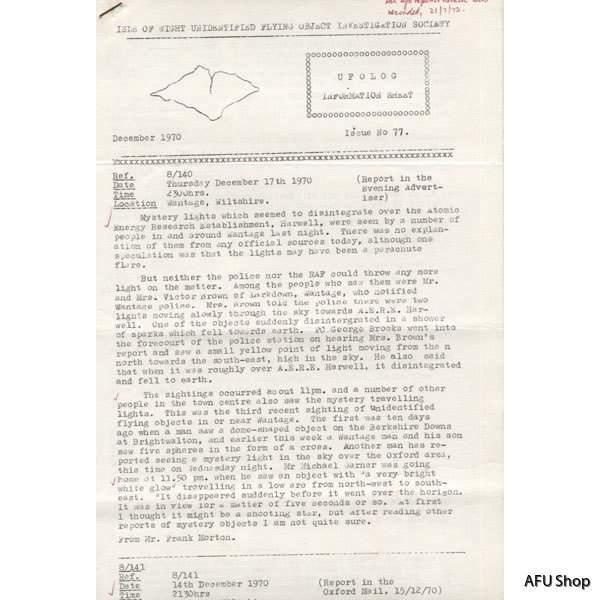 recorded, 21/7/73.
ISLE OF WIGHT UNIDENTIFIED FLYING OBJECT INVESTIGATION SOCIETY
UFOLOG
INFORMATION SHEET
December 1970
Issue No 77.
Ref. 8/140
Date Thursday December 17th 1970 (Report in the
Time 2300hrs. Evening Advert-
Location Wantage, Wiltshire. iser)
Mystery lights which seemed to disintegrate over the Atomic
Energy Research Establishment, Harwell, were seen by a number of
people in and around Wantage last night. There was no explan-
ation of them from any official sources today, although one
speculation was that the lights may have been a parachute
flare.
But neither the police nor the RAF could throw any more
light on the matter. Among the people who saw them were Mr.
and Mrs. Victor Brown of Larkdown, Wantage, who notified
Wantage police. Mrs. Brown told the police there were two
lights moving slowly through the sky towards A.E.R.E. Har-
well. One of the objects suddenly disintergrated in a shower
of sparks which fell towards earth. PC George Brooks went into
the forecourt of the police station on hearing Mrs. Brown's
report and saw a small yellow point of light moving from the n
north towards the south-east, high in the sky. He also said
that when it was roughly over A.E.R.E. Harwell, it disintegrated
and fell to earth.
The sightings occurred about 11pm. and a number of other
people in the town centre also saw the mystery travelling
lights. This was the third recent sighting of unidentified
flying objects in or near Wantage. The first was ten days
ago when a man saw a dome-shaped object on the Berkshire Downs
at Brightwalton, and earlier this week a Wantage man and his son
saw five spheres in the form of a cross. Another man has re-
ported seeing a mystery light in the sky over the Oxford area,
this time on Wednesday night. Mr Michael Warner was going
home at 11.50 pm. when he saw an object with "a very bright
white glow" travelling in a low arc from north-west to south-
east. "It disappeared suddenly before it went over the horizon.
It was in view for a matter of five seconds or so. At first
I thought it might be a shooting star, but after reading other
reports of mystery objects I am not quite sure.
From Mr. Frank Morton.
8/141
Ref. 8/141
Date 14th December 1970 (Report in the
Time 2130hrs Oxford Mail. 15/12/70)
AFU Shop